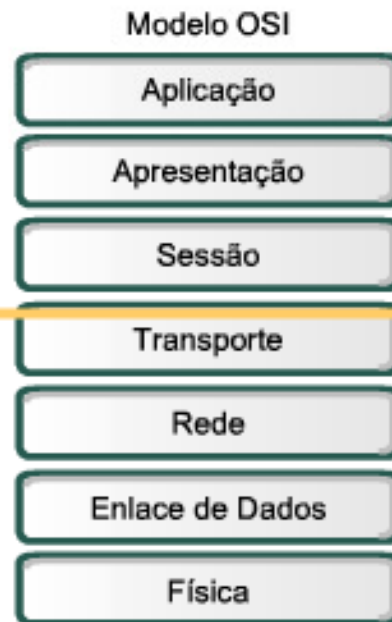 Modelo OSI
Aplicação
Apresentação
Sessão
Transporte
Rede
Enlace de Dados
Física